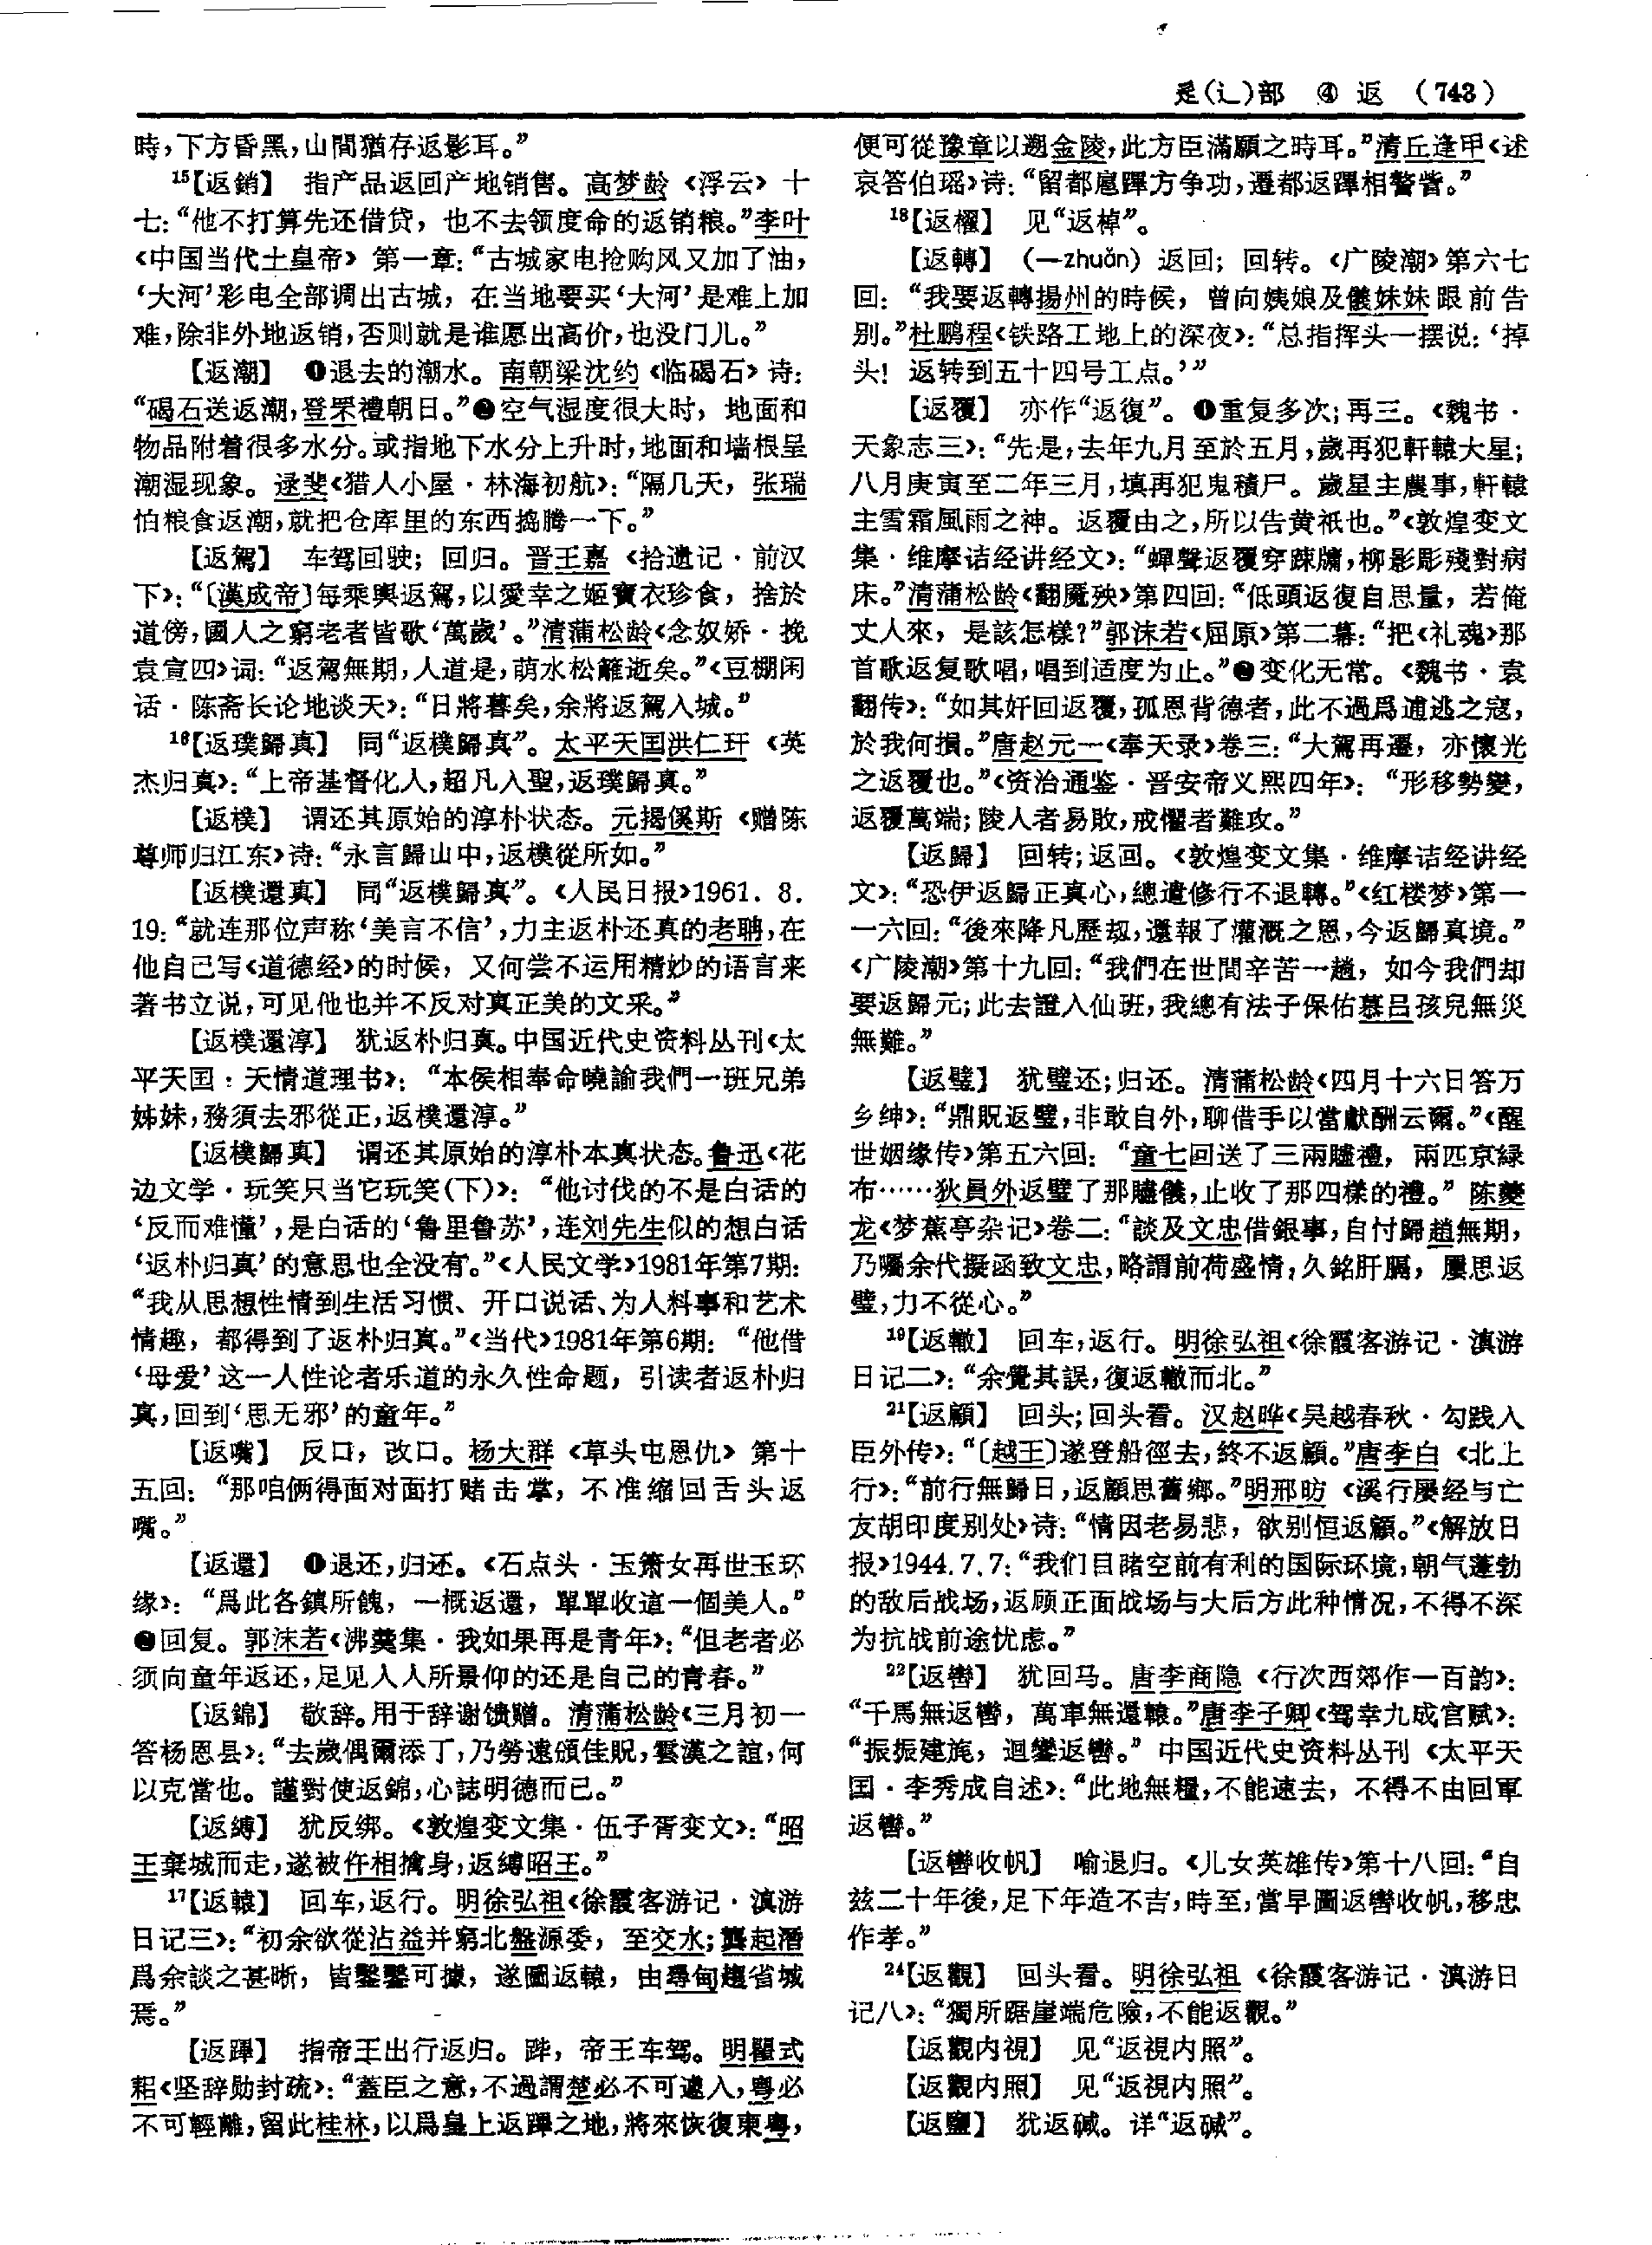 辵(辶)部　④ 返　（743）
時，下方昏黑，山間猶存返影耳。”
¹⁵【返銷】　指产品返回产地销售。高梦龄《浮云》十
七：“他不打算先还借贷，也不去领度命的返销粮。”李叶
《中国当代土皇帝》第一章：“古城家电抢购风又加了油，
‘大河’彩电全部调出古城，在当地要买‘大河’是难上加
难，除非外地返销，否则就是谁愿出高价，也没门儿。”
【返潮】　❶退去的潮水。南朝梁沈约《临碣石》诗：
“碣石送返潮，登罘禮朝日。”❷空气湿度很大时，地面和
物品附着很多水分。或指地下水分上升时，地面和墙根呈
潮湿现象。逯斐《猎人小屋·林海初航》：“隔几天，张瑞
怕粮食返潮，就把仓库里的东西捣腾一下。”
【返駕】　车驾回驶；回归。晋王嘉《拾遗记·前汉
下》：“〔漢成帝〕每乘輿返駕，以愛幸之姬寶衣珍食，捨於
道傍，國人之窮老者皆歌‘萬歲’。”清蒲松龄《念奴娇·挽
袁宣四》词：“返駕無期，人道是，萌水松籬逝矣。”《豆棚闲
话·陈斋长论地谈天》：“日將暮矣，余將返駕入城。”
¹⁶【返璞歸真】　同“返樸歸真”。太平天囯洪仁玕《英
杰归真》：“上帝基督化人，超凡入聖，返璞歸真。”
【返樸】　谓还其原始的淳朴状态。元揭傒斯《赠陈
尊师归江东》诗：“永言歸山中，返樸從所如。”
【返樸還真】　同“返樸歸真”。《人民日报》1961. 8.
19：“就连那位声称‘美言不信’，力主返朴还真的老聃，在
他自己写《道德经》的时候，又何尝不运用精妙的语言来
著书立说，可见他也并不反对真正美的文采。”
【返樸還淳】　犹返朴归真。中国近代史资料丛刊《太
平天囯·天情道理书》：“本侯相奉命曉諭我們一班兄弟
姊妹，務須去邪從正，返樸還淳。”
【返樸歸真】　谓还其原始的淳朴本真状态。鲁迅《花
边文学·玩笑只当它玩笑（下）》：“他讨伐的不是白话的
‘反而难懂’，是白话的‘鲁里鲁苏’，连刘先生似的想白话
‘返朴归真’的意思也全没有。”《人民文学》1981年第7期：
“我从思想性情到生活习惯、开口说话、为人料事和艺术
情趣，都得到了返朴归真。”《当代》1981年第6期：“他借
‘母爱’这一人性论者乐道的永久性命题，引读者返朴归
真，回到‘思无邪’的童年。”
【返嘴】　反口，改口。杨大群《草头屯恩仇》第十
五回：“那咱俩得面对面打赌击掌，不准缩回舌头返
嘴。”
【返還】　❶退还，归还。《石点头·玉箫女再世玉环
缘》：“爲此各鎮所餽，一概返還，單單收這一個美人。”
❷回复。郭沫若《沸羹集·我如果再是青年》：“但老者必
须向童年返还，足见人人所景仰的还是自己的青春。”
【返錦】　敬辞。用于辞谢馈赠。清蒲松龄《三月初一
答杨恩县》：“去歲偶爾添丁，乃勞遠頒佳貺，雲漢之誼，何
以克當也。謹對使返錦，心誌明德而已。”
【返縛】　犹反绑。《敦煌变文集·伍子胥变文》：“昭
王棄城而走，遂被仵相擒身，返縛昭王。”
¹⁷【返轅】　回车，返行。明徐弘祖《徐霞客游记·滇游
日记三》：“初余欲從沾益并窮北盤源委，至交水；龔起潛
爲余談之甚晰，皆鑿鑿可據，遂圖返轅，由尋甸趨省城
焉。”
【返蹕】　指帝王出行返归。跸，帝王车驾。明瞿式
耜《坚辞勋封疏》：“蓋臣之意，不過謂楚必不可遽入，粤必
不可輕離，留此桂林，以爲皇上返蹕之地，將來恢復東粤，
便可從豫章以遡金陵，此方臣滿願之時耳。”清丘逢甲《述
哀答伯瑶》诗：“留都扈蹕方争功，遷都返蹕相謷訾。”
¹⁸【返櫂】　见“返棹”。
【返轉】　（—zhuǎn）返回；回转。《广陵潮》第六七
回：“我要返轉揚州的時候，曾向姨娘及儀妹妹跟前告
别。”杜鹏程《铁路工地上的深夜》：“总指挥头一摆说：‘掉
头！返转到五十四号工点。’”
【返覆】　亦作“返復”。❶重复多次；再三。《魏书·
天象志三》：“先是，去年九月至於五月，歲再犯軒轅大星；
八月庚寅至二年三月，填再犯鬼積尸。歲星主農事，軒轅
主雪霜風雨之神。返覆由之，所以告黄祇也。”《敦煌变文
集·维摩诘经讲经文》：“蟬聲返覆穿疎牖，柳影彫殘對病
床。”清蒲松龄《翻魇殃》第四回：“低頭返復自思量，若俺
丈人來，是該怎樣？”郭沫若《屈原》第二幕：“把《礼魂》那
首歌返复歌唱，唱到适度为止。”❷变化无常。《魏书·袁
翻传》：“如其奸回返覆，孤恩背德者，此不過爲逋逃之寇，
於我何損。”唐赵元一《奉天录》卷三：“大駕再遷，亦懷光
之返覆也。”《资治通鉴·晋安帝义熙四年》：“形移勢變，
返覆萬端；陵人者易敗，戒懼者難攻。”
【返歸】　回转；返回。《敦煌变文集·维摩诘经讲经
文》：“恐伊返歸正真心，總遣修行不退轉。”《红楼梦》第一
一六回：“後來降凡歷劫，還報了灌溉之恩，今返歸真境。”
《广陵潮》第十九回：“我們在世間辛苦一趟，如今我們却
要返歸元；此去證入仙班，我總有法子保佑慕吕孩兒無災
無難。”
【返璧】　犹璧还；归还。清蒲松龄《四月十六日答万
乡绅》：“鼎貺返璧，非敢自外，聊借手以當獻酬云爾。”《醒
世姻缘传》第五六回：“童七回送了三兩贐禮，兩匹京緑
布……狄員外返璧了那贐儀，止收了那四樣的禮。”陈夔
龙《梦蕉亭杂记》卷二：“談及文忠借銀事，自付歸趙無期，
乃囑余代擬函致文忠，略謂前荷盛情，久銘肝膈，屢思返
璧，力不從心。”
¹⁹【返轍】　回车，返行。明徐弘祖《徐霞客游记·滇游
日记二》：“余覺其誤，復返轍而北。”
²¹【返顧】　回头；回头看。汉赵晔《吴越春秋·勾践入
臣外传》：“〔越王〕遂登船徑去，終不返顧。”唐李白《北上
行》：“前行無歸日，返顧思舊鄉。”明邢昉《溪行屡经与亡
友胡印度别处》诗：“情因老易悲，欲别恒返顧。”《解放日
报》1944.7.7：“我们目睹空前有利的国际环境，朝气蓬勃
的敌后战场，返顾正面战场与大后方此种情况，不得不深
为抗战前途忧虑。”
²²【返轡】　犹回马。唐李商隐《行次西郊作一百韵》：
“千馬無返轡，萬車無還轅。”唐李子卿《驾幸九成宫赋》：
“振振建旄，迴鑾返轡。”中国近代史资料丛刊《太平天
囯·李秀成自述》：“此地無糧，不能速去，不得不由回軍
返轡。”
【返轡收帆】　喻退归。《儿女英雄传》第十八回：“自
兹二十年後，足下年造不吉，時至，當早圖返轡收帆，移忠
作孝。”
²⁴【返觀】　回头看。明徐弘祖《徐霞客游记·滇游日
记八》：“獨所踞崖端危險，不能返觀。”
【返觀内視】　见“返視内照”。
【返觀内照】　见“返視内照”。
【返鹽】　犹返碱。详“返碱”。